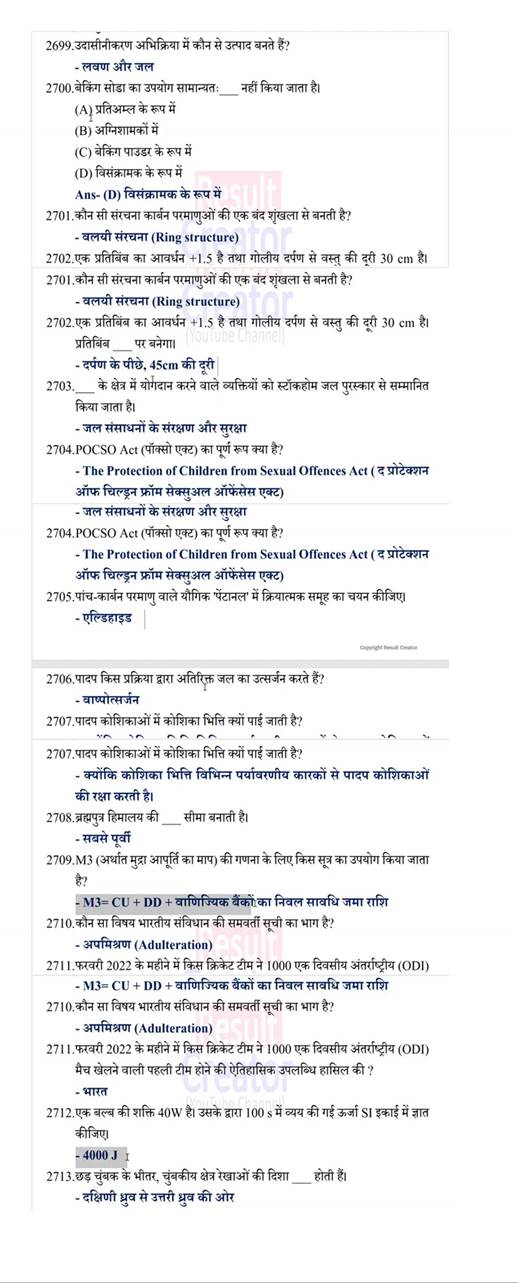 2699.उदासीनीकरण अभिक्रिया में कौन से उत्पाद बनते हैं?
- लवण और जल
2700.बेकिंग सोडा का उपयोग सामान्यतः ___ नहीं किया जाता है।
(A) प्रतिअम्ल के रूप में
(B) अग्निशामकों में
(C) बेकिंग पाउडर के रूप में
(D) विसंक्रामक के रूप में
Ans- (D) विसंक्रामक के रूप में
2701.कौन सी संरचना कार्बन परमाणुओं की एक बंद शृंखला से बनती है?
- वलयी संरचना (Ring structure)
2702.एक प्रतिबिंब का आवर्धन +1.5 है तथा गोलीय दर्पण से वस्तु की दूरी 30 cm है।
2701.कौन सी संरचना कार्बन परमाणुओं की एक बंद शृंखला से बनती है?
- वलयी संरचना (Ring structure)
2702.एक प्रतिबिंब का आवर्धन +1.5 है तथा गोलीय दर्पण से वस्तु की दूरी 30 cm है।
प्रतिबिंब ___ पर बनेगा।
- दर्पण के पीछे, 45cm की दूरी
2703.___ के क्षेत्र में योगदान करने वाले व्यक्तियों को स्टॉकहोम जल पुरस्कार से सम्मानित
किया जाता है।
- जल संसाधनों के संरक्षण और सुरक्षा
2704.POCSO Act (पॉक्सो एक्ट) का पूर्ण रूप क्या है?
- The Protection of Children from Sexual Offences Act ( द प्रोटेक्शन
ऑफ चिल्ड्रन फ्रॉम सेक्सुअल ऑफेंसेस एक्ट)
- जल संसाधनों के संरक्षण और सुरक्षा
2704.POCSO Act (पॉक्सो एक्ट) का पूर्ण रूप क्या है?
- The Protection of Children from Sexual Offences Act ( द प्रोटेक्शन
ऑफ चिल्ड्रन फ्रॉम सेक्सुअल ऑफेंसेस एक्ट)
2705.पांच-कार्बन परमाणु वाले यौगिक 'पेंटानल' में क्रियात्मक समूह का चयन कीजिए।
- एल्डिहाइड
Copyright Result Creator
2706.पादप किस प्रक्रिया द्वारा अतिरिक्त जल का उत्सर्जन करते हैं?
- वाष्पोत्सर्जन
2707.पादप कोशिकाओं में कोशिका भित्ति क्यों पाई जाती है?
2707.पादप कोशिकाओं में कोशिका भित्ति क्यों पाई जाती है?
- क्योंकि कोशिका भित्ति विभिन्न पर्यावरणीय कारकों से पादप कोशिकाओं
की रक्षा करती है।
2708.ब्रह्मपुत्र हिमालय की ___ सीमा बनाती है।
- सबसे पूर्वी
2709.M3 (अर्थात मुद्रा आपूर्ति का माप) की गणना के लिए किस सूत्र का उपयोग किया जाता
है?
- M3= CU + DD + वाणिज्यिक बैंकों का निवल सावधि जमा राशि
2710.कौन सा विषय भारतीय संविधान की समवर्ती सूची का भाग है?
- अपमिश्रण (Adulteration)
2711.फरवरी 2022 के महीने में किस क्रिकेट टीम ने 1000 एक दिवसीय अंतर्राष्ट्रीय (ODI)
- M3= CU + DD + वाणिज्यिक बैंकों का निवल सावधि जमा राशि
2710.कौन सा विषय भारतीय संविधान की समवर्ती सूची का भाग है?
- अपमिश्रण (Adulteration)
2711.फरवरी 2022 के महीने में किस क्रिकेट टीम ने 1000 एक दिवसीय अंतर्राष्ट्रीय (ODI)
मैच खेलने वाली पहली टीम होने की ऐतिहासिक उपलब्धि हासिल की ?
- भारत
2712.एक बल्ब की शक्ति 40W है। उसके द्वारा 100 s में व्यय की गई ऊर्जा SI इकाई में ज्ञात
कीजिए।
- 4000 J
2713.छड़ चुंबक के भीतर, चुंबकीय क्षेत्र रेखाओं की दिशा ___ होती हैं।
- दक्षिणी ध्रुव से उत्तरी ध्रुव की ओर